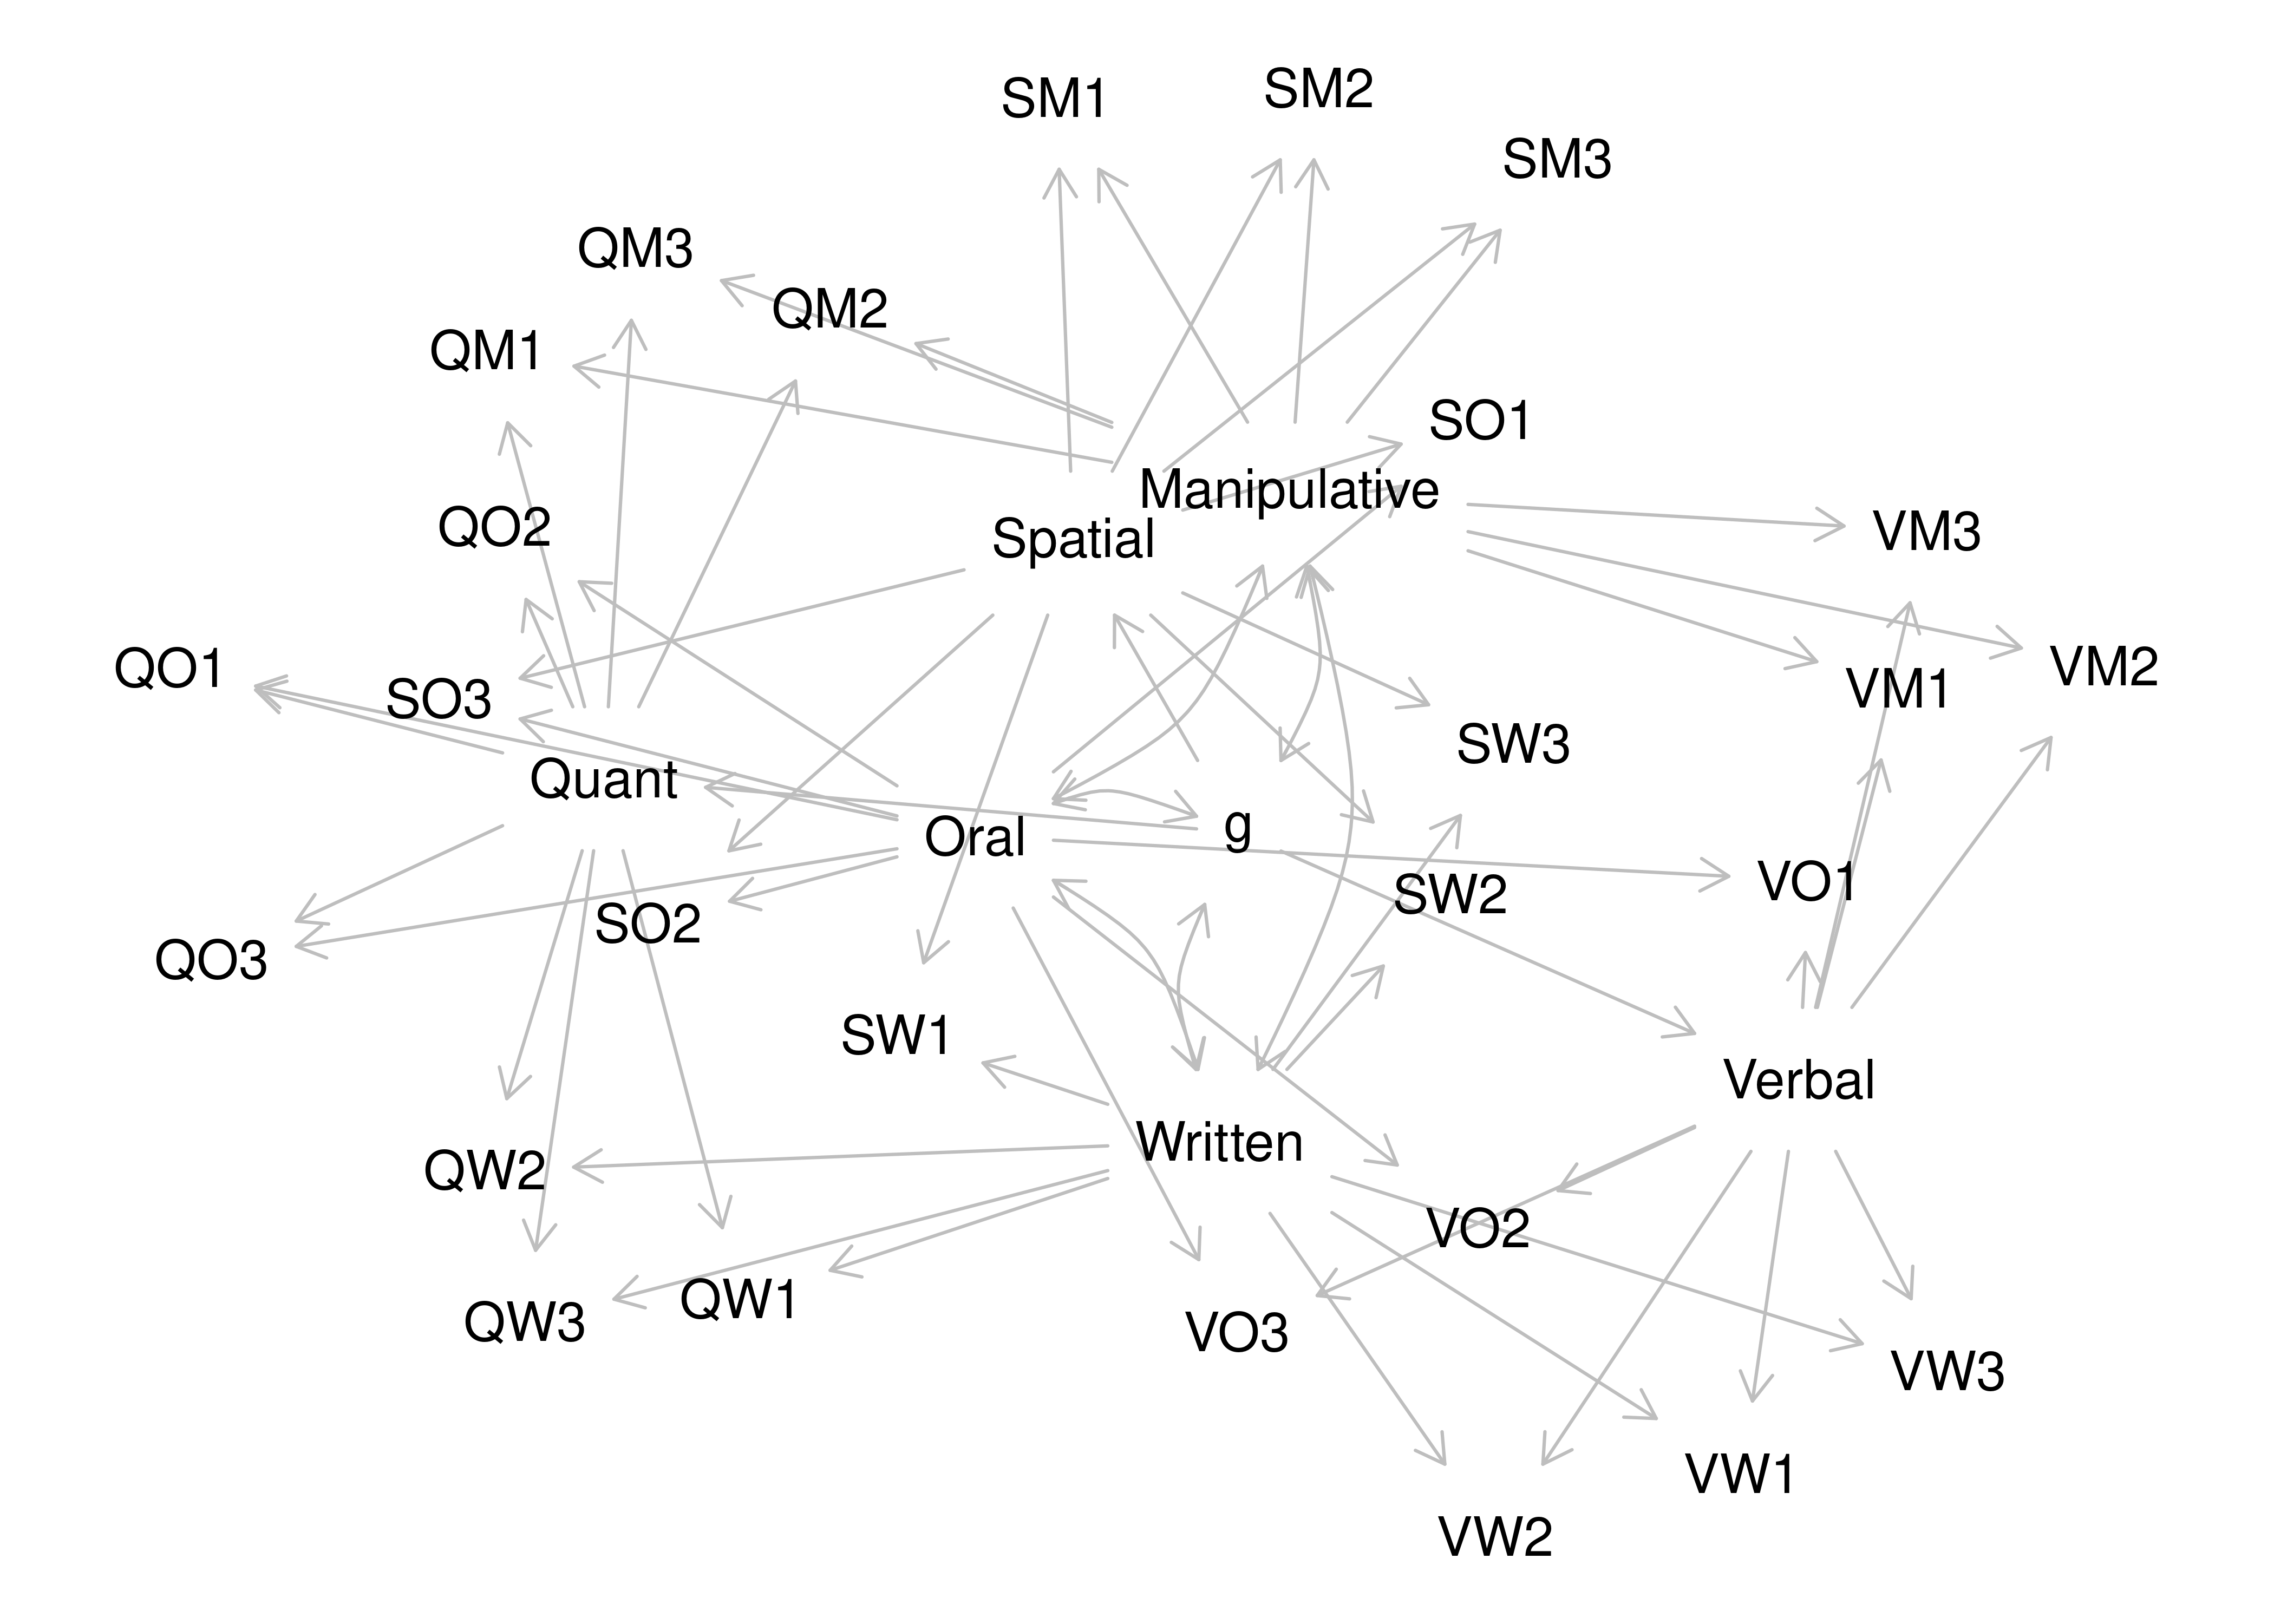 SM1
SM2
SM3
QM3
QM2
QM1
SO1
Manipulative
QO2
Spatial
VM3
QO1
SO3
VM1
VM2
SW3
Quant
Oral
g
VO1
SW2
SO2
QO3
SW1
Verbal
Written
QW2
VO2
QW1
QW3
VO3
VW3
VW1
VW2